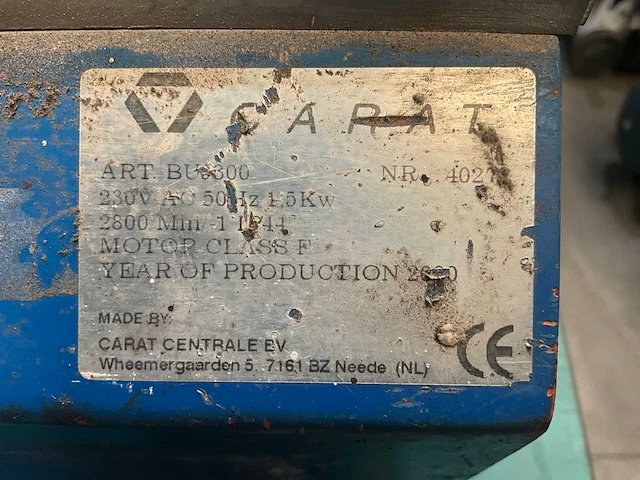 CARAT
ART. NR. 
230V AC 50Hz 1.5Kw
2800 Min-1
MOTOR CLASS F
YEAR OF PRODUCTION
MADE BY:
CARAT CENTRALE BV
Wheemergaarden 5, 7161 BZ Neede (NL)
CE